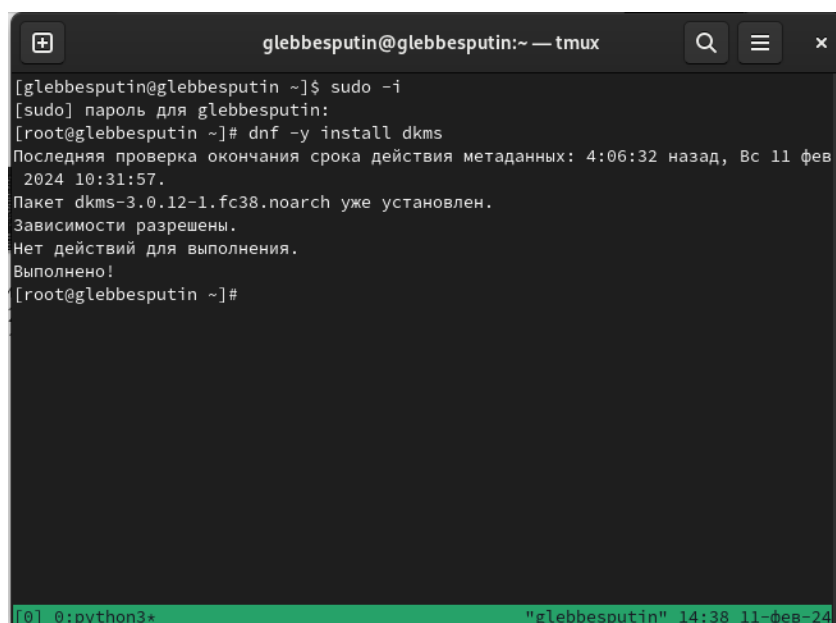 glebbesputin@glebbesputin:~ — tmux
[glebbesputin@glebbesputin ~]$ sudo -i
[sudo] пароль для glebbesputin:
[root@glebbesputin ~]# dnf -y install dkms
Последняя проверка окончания срока действия метаданных: 4:06:32 назад, Вс 11 фев
2024 10:31:57.
Пакет dkms-3.0.12-1.fc38.noarch уже установлен.
Зависимости разрешены.
Нет действий для выполнения.
Выполнено!
[root@glebbesputin ~]#
[0] 0:python3* "glebbesputin" 14:38 11-фев-24